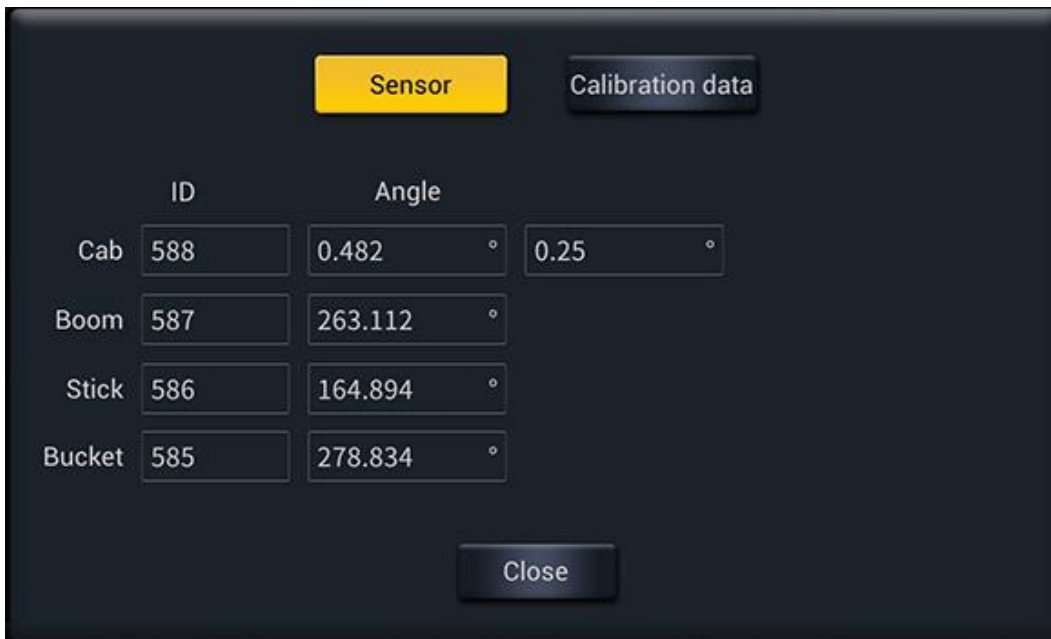 Sensor Calibration data
ID Angle
Cab 588 0.482 ° 0.25 °
Boom 587 263.112 °
Stick 586 164.894 °
Bucket 585 278.834 °
Close